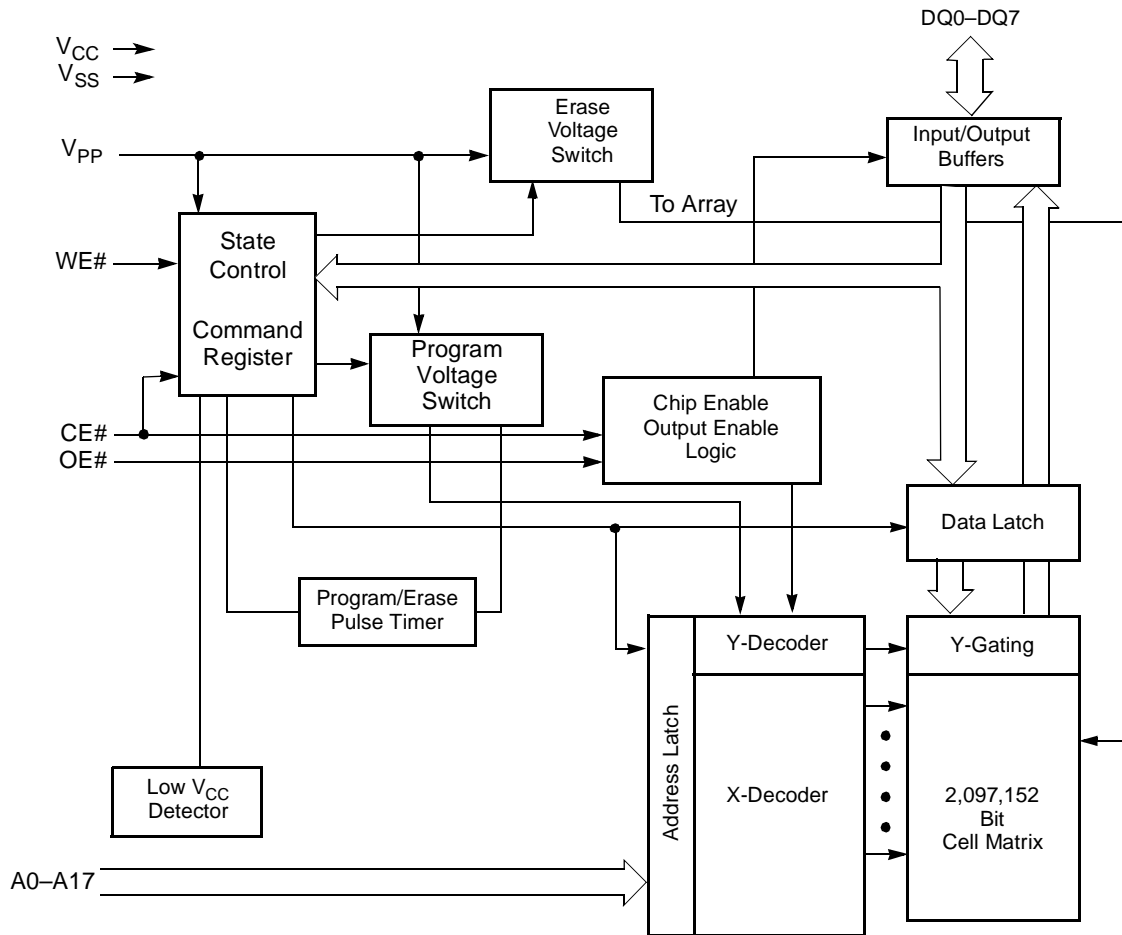 DQ0–DQ7
VCC
VSS
Erase
Voltage
Switch
Input/Output
Buffers
VPP
To Array
State
Control
WE#
Command
Register
Program
Voltage
Switch
Chip Enable
Output Enable
Logic
CE#
OE#
Data Latch
Program/Erase
Pulse Timer
Y-Decoder
Y-Gating
Address Latch
Low VCC
Detector
X-Decoder
2,097,152
Bit
Cell Matrix
A0–A17